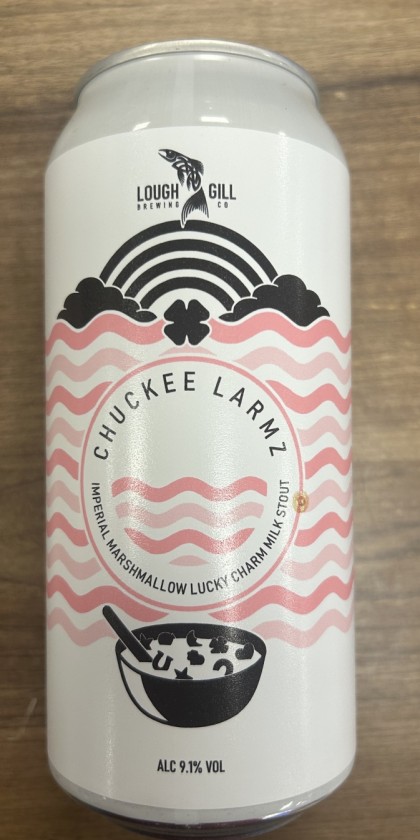 LOUGH GILL
BREWING CO
CHUCKEE LARMZ
IMPERIAL MARSHMALLOW LUCKY CHARM MILK STOUT
ALC 9.1% VOL